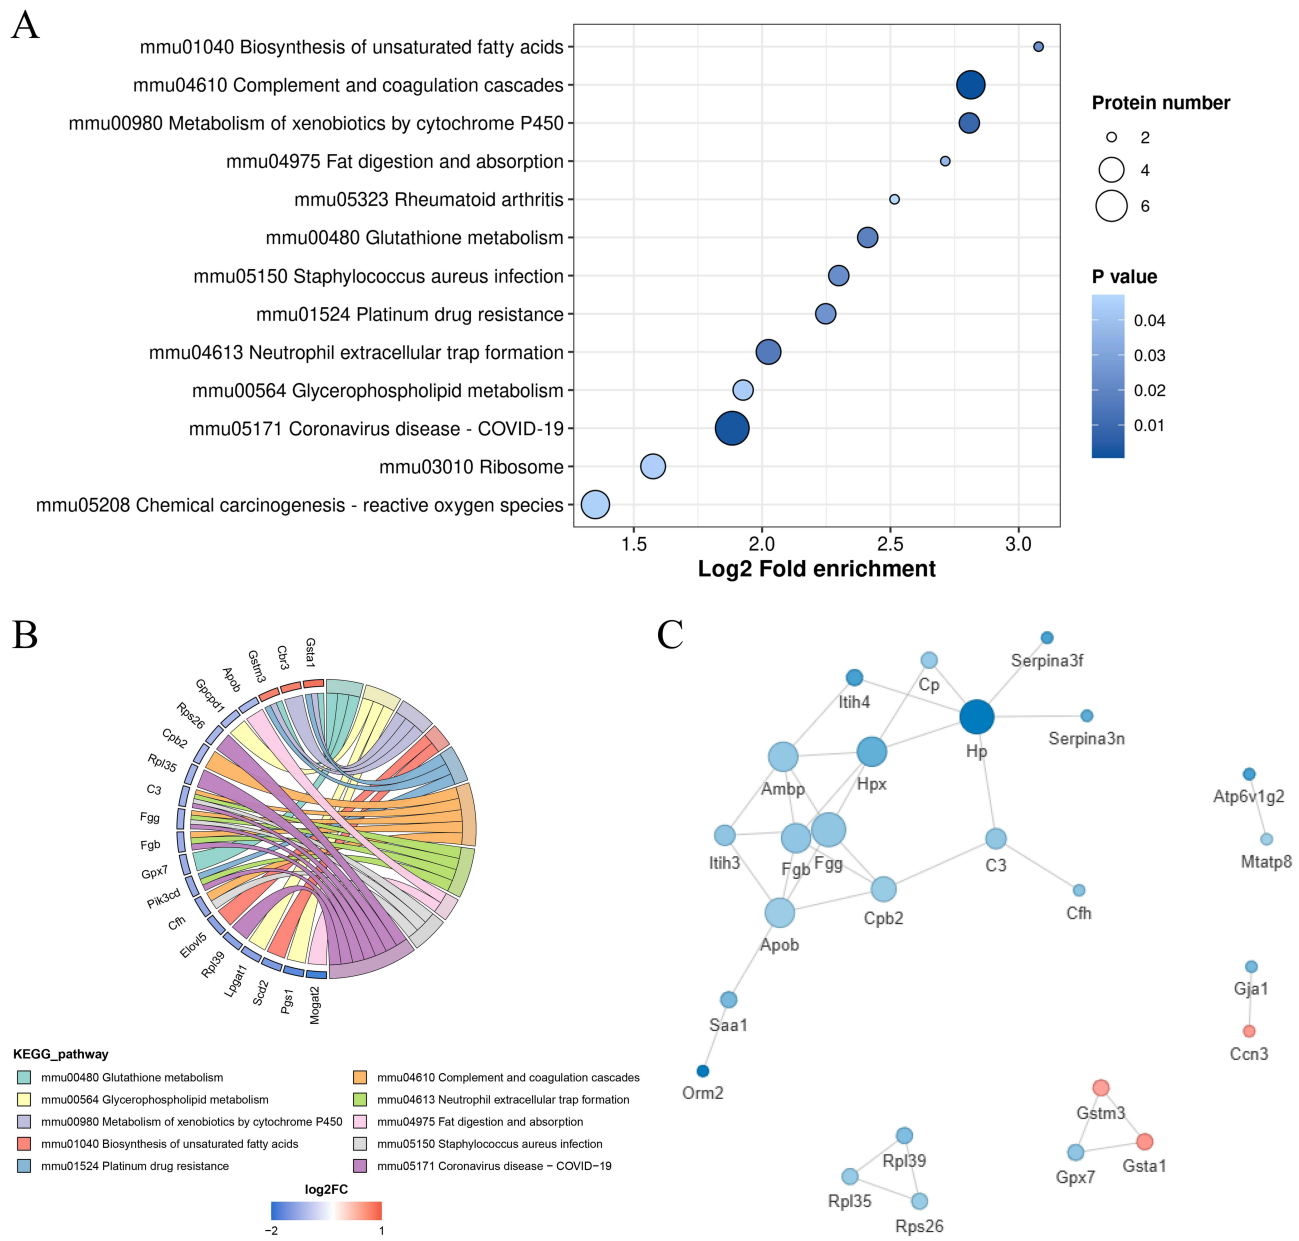 A
mmu01040 Biosynthesis of unsaturated fatty acids
mmu04610 Complement and coagulation cascades
mmu00980 Metabolism of xenobiotics by cytochrome P450
mmu04975 Fat digestion and absorption
mmu05323 Rheumatoid arthritis
mmu00480 Glutathione metabolism
mmu05150 Staphylococcus aureus infection
mmu01524 Platinum drug resistance
mmu04613 Neutrophil extracellular trap formation
mmu00564 Glycerophospholipid metabolism
mmu05171 Coronavirus disease - COVID-19
mmu03010 Ribosome
mmu05208 Chemical carcinogenesis - reactive oxygen species
1.5 2.0 2.5 3.0
Log2 Fold enrichment
Protein number
2
4
6
P value
0.04
0.03
0.02
0.01
B
Gsta1
Cbr3
Gstm3
Apob
Gpcpd1
Rps26
Cpb2
Rpl35
C3
Fgg
Fgb
Gpx7
Pik3cd
Cfh
Elovl5
Rpl39
Lpgat1
Scd2
Pgs1
Mogat2
KEGG_pathway
mmu00480 Glutathione metabolism
mmu00564 Glycerophospholipid metabolism
mmu00980 Metabolism of xenobiotics by cytochrome P450
mmu01040 Biosynthesis of unsaturated fatty acids
mmu01524 Platinum drug resistance
mmu04610 Complement and coagulation cascades
mmu04613 Neutrophil extracellular trap formation
mmu04975 Fat digestion and absorption
mmu05150 Staphylococcus aureus infection
mmu05171 Coronavirus disease − COVID−19
log2FC
−2 1
C
Serpina3f
Cp
Itih4
Hp
Serpina3n
Ambp
Hpx
Atp6v1g2
Itih3
Fgb
Fgg
C3
Mtatp8
Cpb2
Cfh
Apob
Gja1
Saa1
Ccn3
Orm2
Gstm3
Rpl39
Gpx7
Gsta1
Rpl35
Rps26